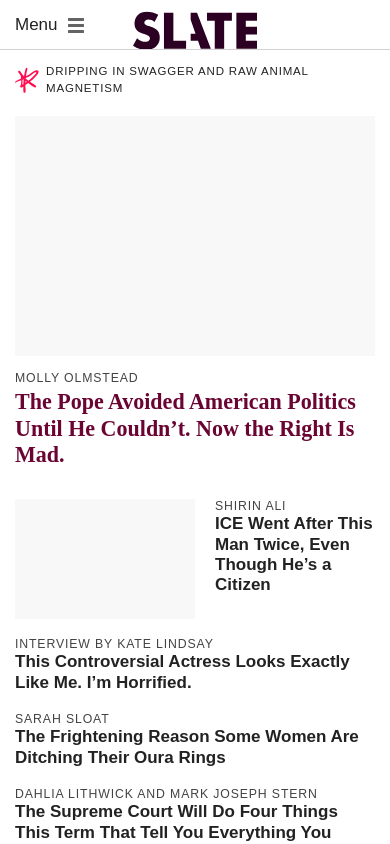 Menu
SLATE
DRIPPING IN SWAGGER AND RAW ANIMAL
MAGNETISM
MOLLY OLMSTEAD
The Pope Avoided American Politics
Until He Couldn’t. Now the Right Is
Mad.
SHIRIN ALI
ICE Went After This
Man Twice, Even
Though He’s a
Citizen
INTERVIEW BY KATE LINDSAY
This Controversial Actress Looks Exactly
Like Me. I’m Horrified.
SARAH SLOAT
The Frightening Reason Some Women Are
Ditching Their Oura Rings
DAHLIA LITHWICK AND MARK JOSEPH STERN
The Supreme Court Will Do Four Things
This Term That Tell You Everything You